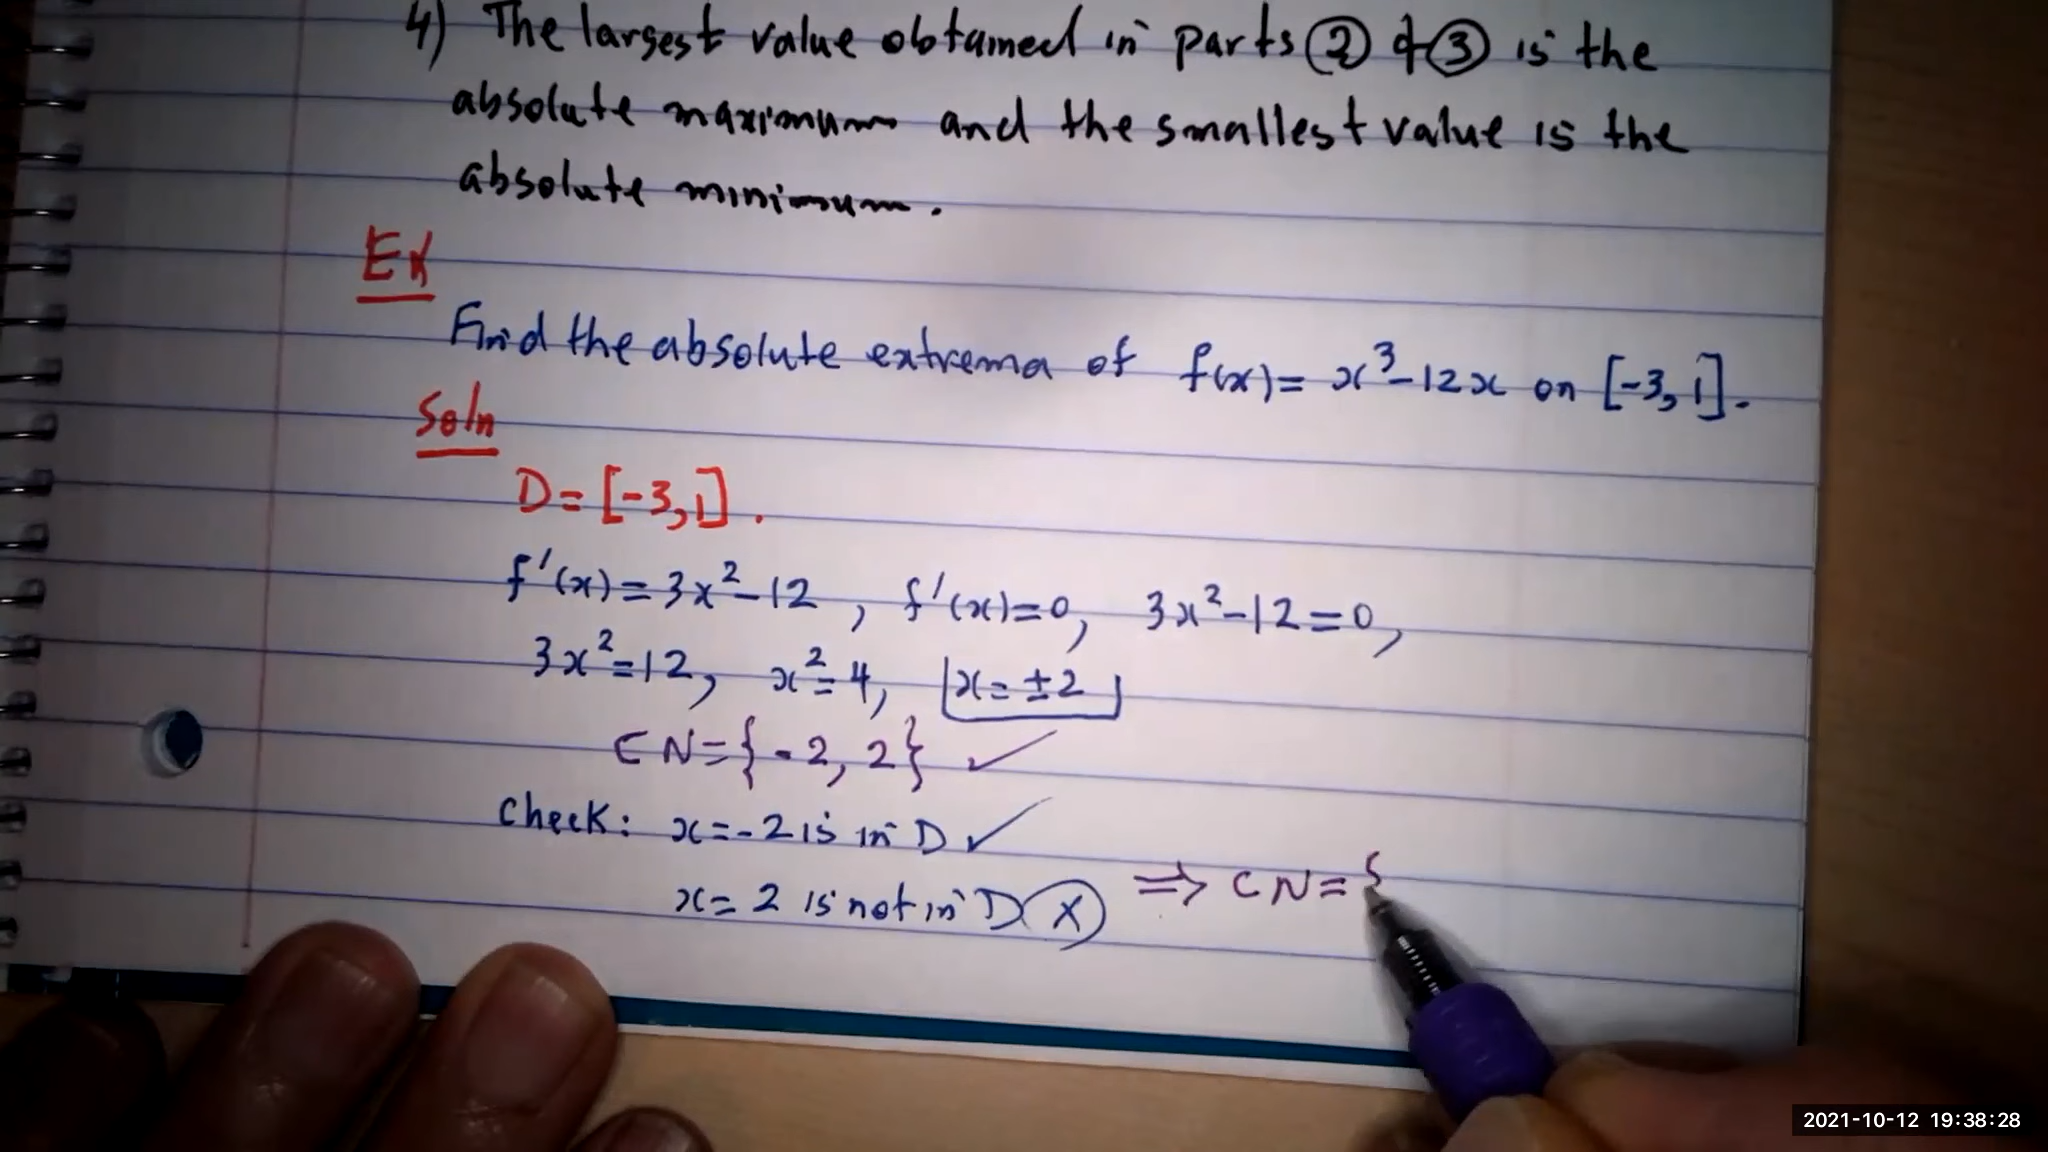 4) The largest value obtained in parts ② & ③ is the
absolute maximum and the smallest value is the
absolute minimum.
Ex
Find the absolute extrema of f(x) = x³ - 12x on [-3, 1].
Soln
D = [-3, 1].
f'(x) = 3x² - 12 , f'(x) = 0, 3x² - 12 = 0,
3x² = 12, x² = 4, x = ±2
CN = {-2, 2} ✓
Check: x = -2 is in D ✓
x = 2 is not in D (X) ⇒ CN = {
2021-10-12 19:38:28